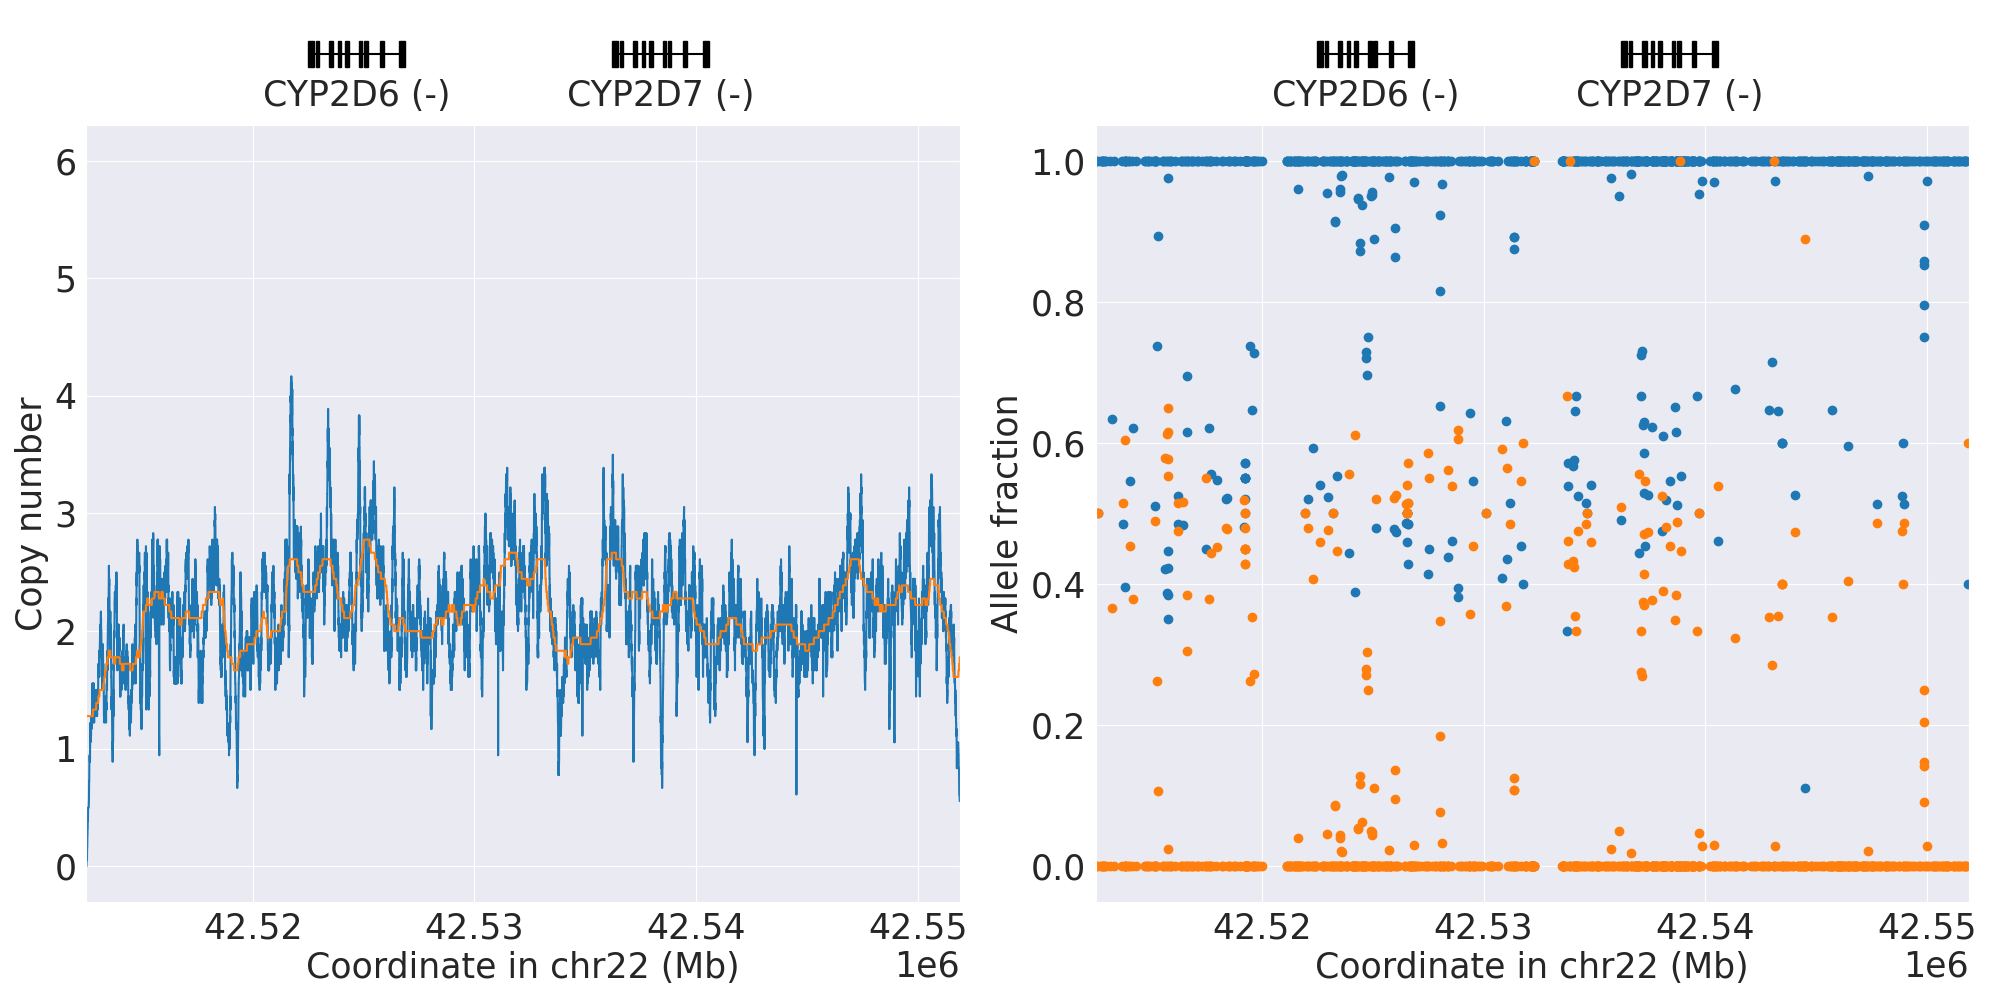 CYP2D6 (-) CYP2D7 (-)
6
5
4
3
2
1
0
Copy number
42.52 42.53 42.54 42.55
Coordinate in chr22 (Mb)
1e6
CYP2D6 (-) CYP2D7 (-)
1.0
0.8
0.6
0.4
0.2
0.0
Allele fraction
42.52 42.53 42.54 42.55
Coordinate in chr22 (Mb)
1e6